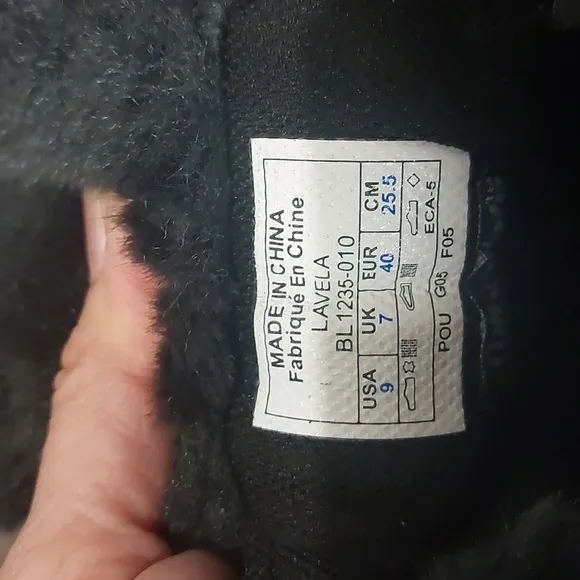 MADE IN CHINA
Fabriqué En Chine
LAVELA
BL1235-010
USA UK EUR CM
9 7 40 25.5
ECA-5
POU G05 F05